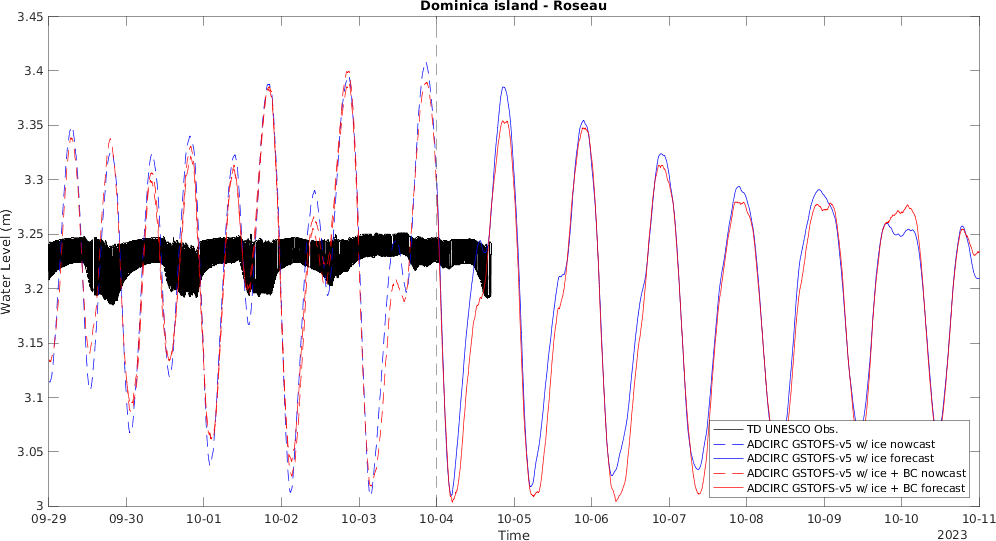 Dominica island - Roseau
3.45
3.4
3.35
3.3
3.25
3.2
3.15
3.1
3.05
3
Water Level (m)
TD UNESCO Obs.
ADCIRC GSTOFS-v5 w/ ice nowcast
ADCIRC GSTOFS-v5 w/ ice forecast
ADCIRC GSTOFS-v5 w/ ice + BC nowcast
ADCIRC GSTOFS-v5 w/ ice + BC forecast
09-29 09-30 10-01 10-02 10-03 10-04 10-05 10-06 10-07 10-08 10-09 10-10 10-11
Time
2023